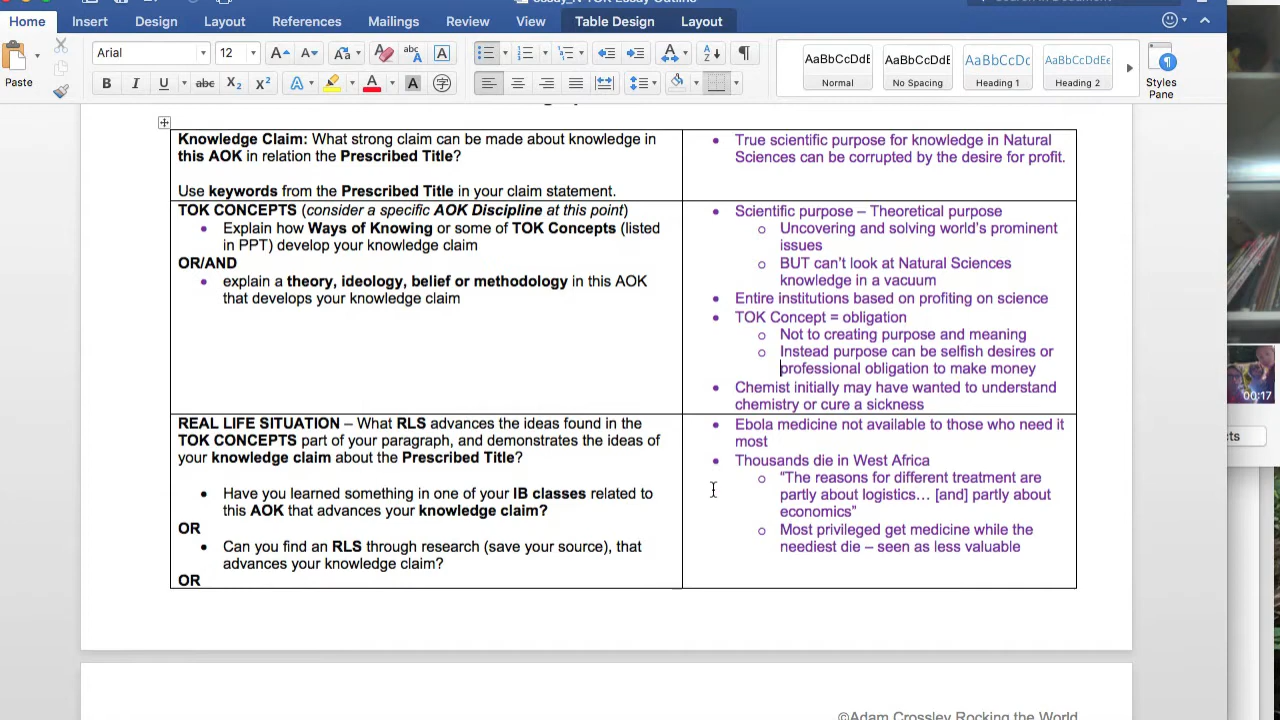 essay_N TOK Essay Outline
Home Insert Design Layout References Mailings Review View Table Design Layout
Paste
Arial
12
AaBbCcDdE
Normal
AaBbCcDdE
No Spacing
AaBbCcDc
Heading 1
AaBbCcDdEe
Heading 2
Styles
Pane
Knowledge Claim: What strong claim can be made about knowledge in
this AOK in relation the Prescribed Title?
Use keywords from the Prescribed Title in your claim statement.
True scientific purpose for knowledge in Natural
Sciences can be corrupted by the desire for profit.
TOK CONCEPTS (consider a specific AOK Discipline at this point)
Explain how Ways of Knowing or some of TOK Concepts (listed
in PPT) develop your knowledge claim
OR/AND
explain a theory, ideology, belief or methodology in this AOK
that develops your knowledge claim
Scientific purpose – Theoretical purpose
Uncovering and solving world's prominent
issues
BUT can't look at Natural Sciences
knowledge in a vacuum
Entire institutions based on profiting on science
TOK Concept = obligation
Not to creating purpose and meaning
Instead purpose can be selfish desires or
professional obligation to make money
Chemist initially may have wanted to understand
chemistry or cure a sickness
REAL LIFE SITUATION – What RLS advances the ideas found in the
TOK CONCEPTS part of your paragraph, and demonstrates the ideas of
your knowledge claim about the Prescribed Title?
Have you learned something in one of your IB classes related to
this AOK that advances your knowledge claim?
OR
Can you find an RLS through research (save your source), that
advances your knowledge claim?
OR
Ebola medicine not available to those who need it
most
Thousands die in West Africa
"The reasons for different treatment are
partly about logistics… [and] partly about
economics"
Most privileged get medicine while the
neediest die – seen as less valuable
©Adam Crossley Rocking the World
00:17